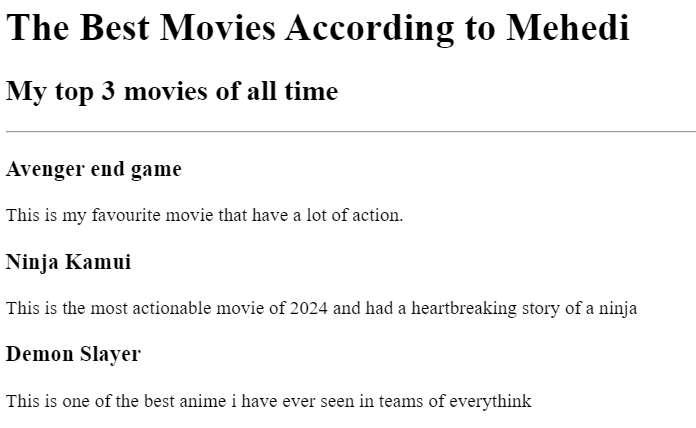 The Best Movies According to Mehedi
My top 3 movies of all time
Avenger end game
This is my favourite movie that have a lot of action.
Ninja Kamui
This is the most actionable movie of 2024 and had a heartbreaking story of a ninja
Demon Slayer
This is one of the best anime i have ever seen in teams of everythink